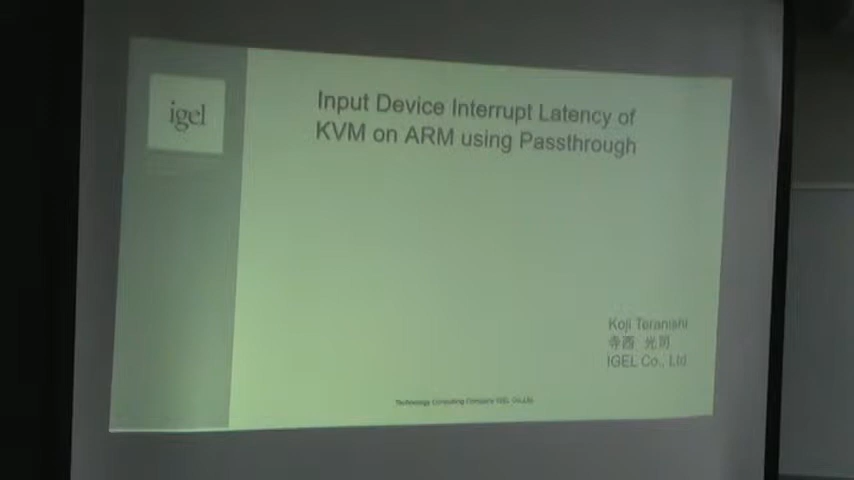 igel
Input Device Interrupt Latency of
KVM on ARM using Passthrough
Koji Teranishi
寺西 光司
IGEL Co., Ltd
Technology Consulting Company IGEL Co.,Ltd.